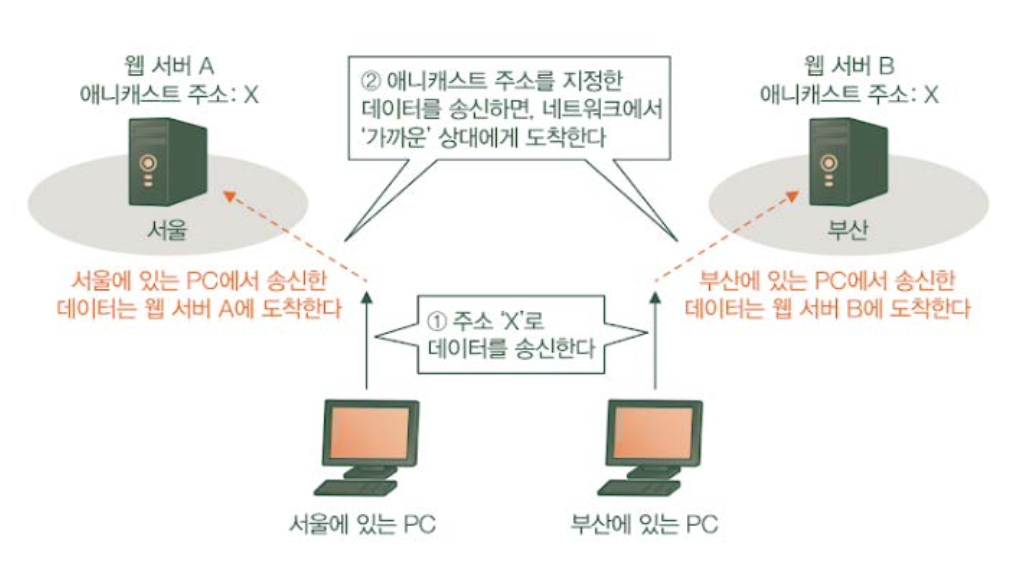 웹 서버 A
애니캐스트 주소: X
② 애니캐스트 주소를 지정한
데이터를 송신하면, 네트워크에서
‘가까운’ 상대에게 도착한다
웹 서버 B
애니캐스트 주소: X
서울
부산
서울에 있는 PC에서 송신한
데이터는 웹 서버 A에 도착한다
부산에 있는 PC에서 송신한
데이터는 웹 서버 B에 도착한다
① 주소 ‘X’로
데이터를 송신한다
서울에 있는 PC
부산에 있는 PC